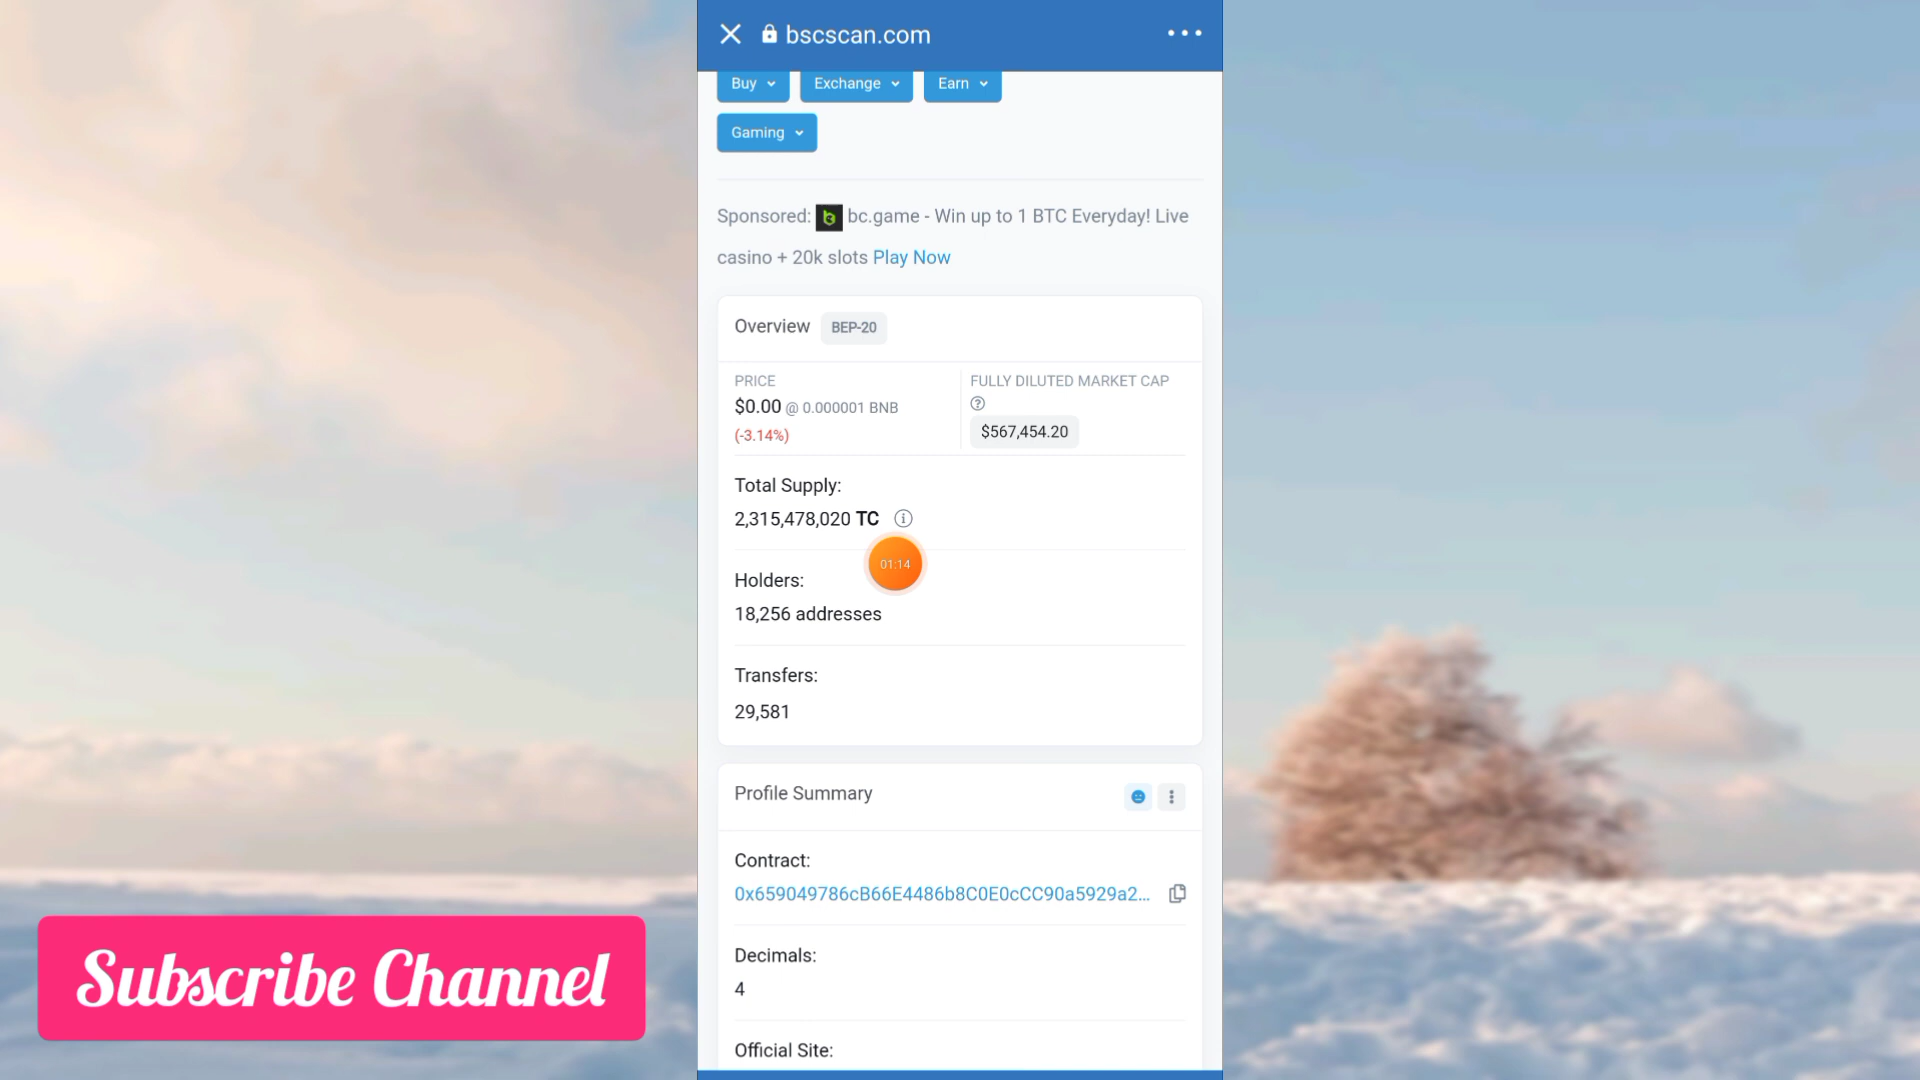 bscscan.com
Buy
Exchange
Earn
Gaming
Sponsored: bc.game - Win up to 1 BTC Everyday! Live
casino + 20k slots Play Now
Overview BEP-20
PRICE
$0.00 @ 0.000001 BNB
(-3.14%)
FULLY DILUTED MARKET CAP
$567,454.20
Total Supply:
2,315,478,020 TC
01:14
Holders:
18,256 addresses
Transfers:
29,581
Profile Summary
Contract:
0x659049786cB66E4486b8C0E0cCC90a5929a2...
Decimals:
4
Official Site:
Subscribe Channel